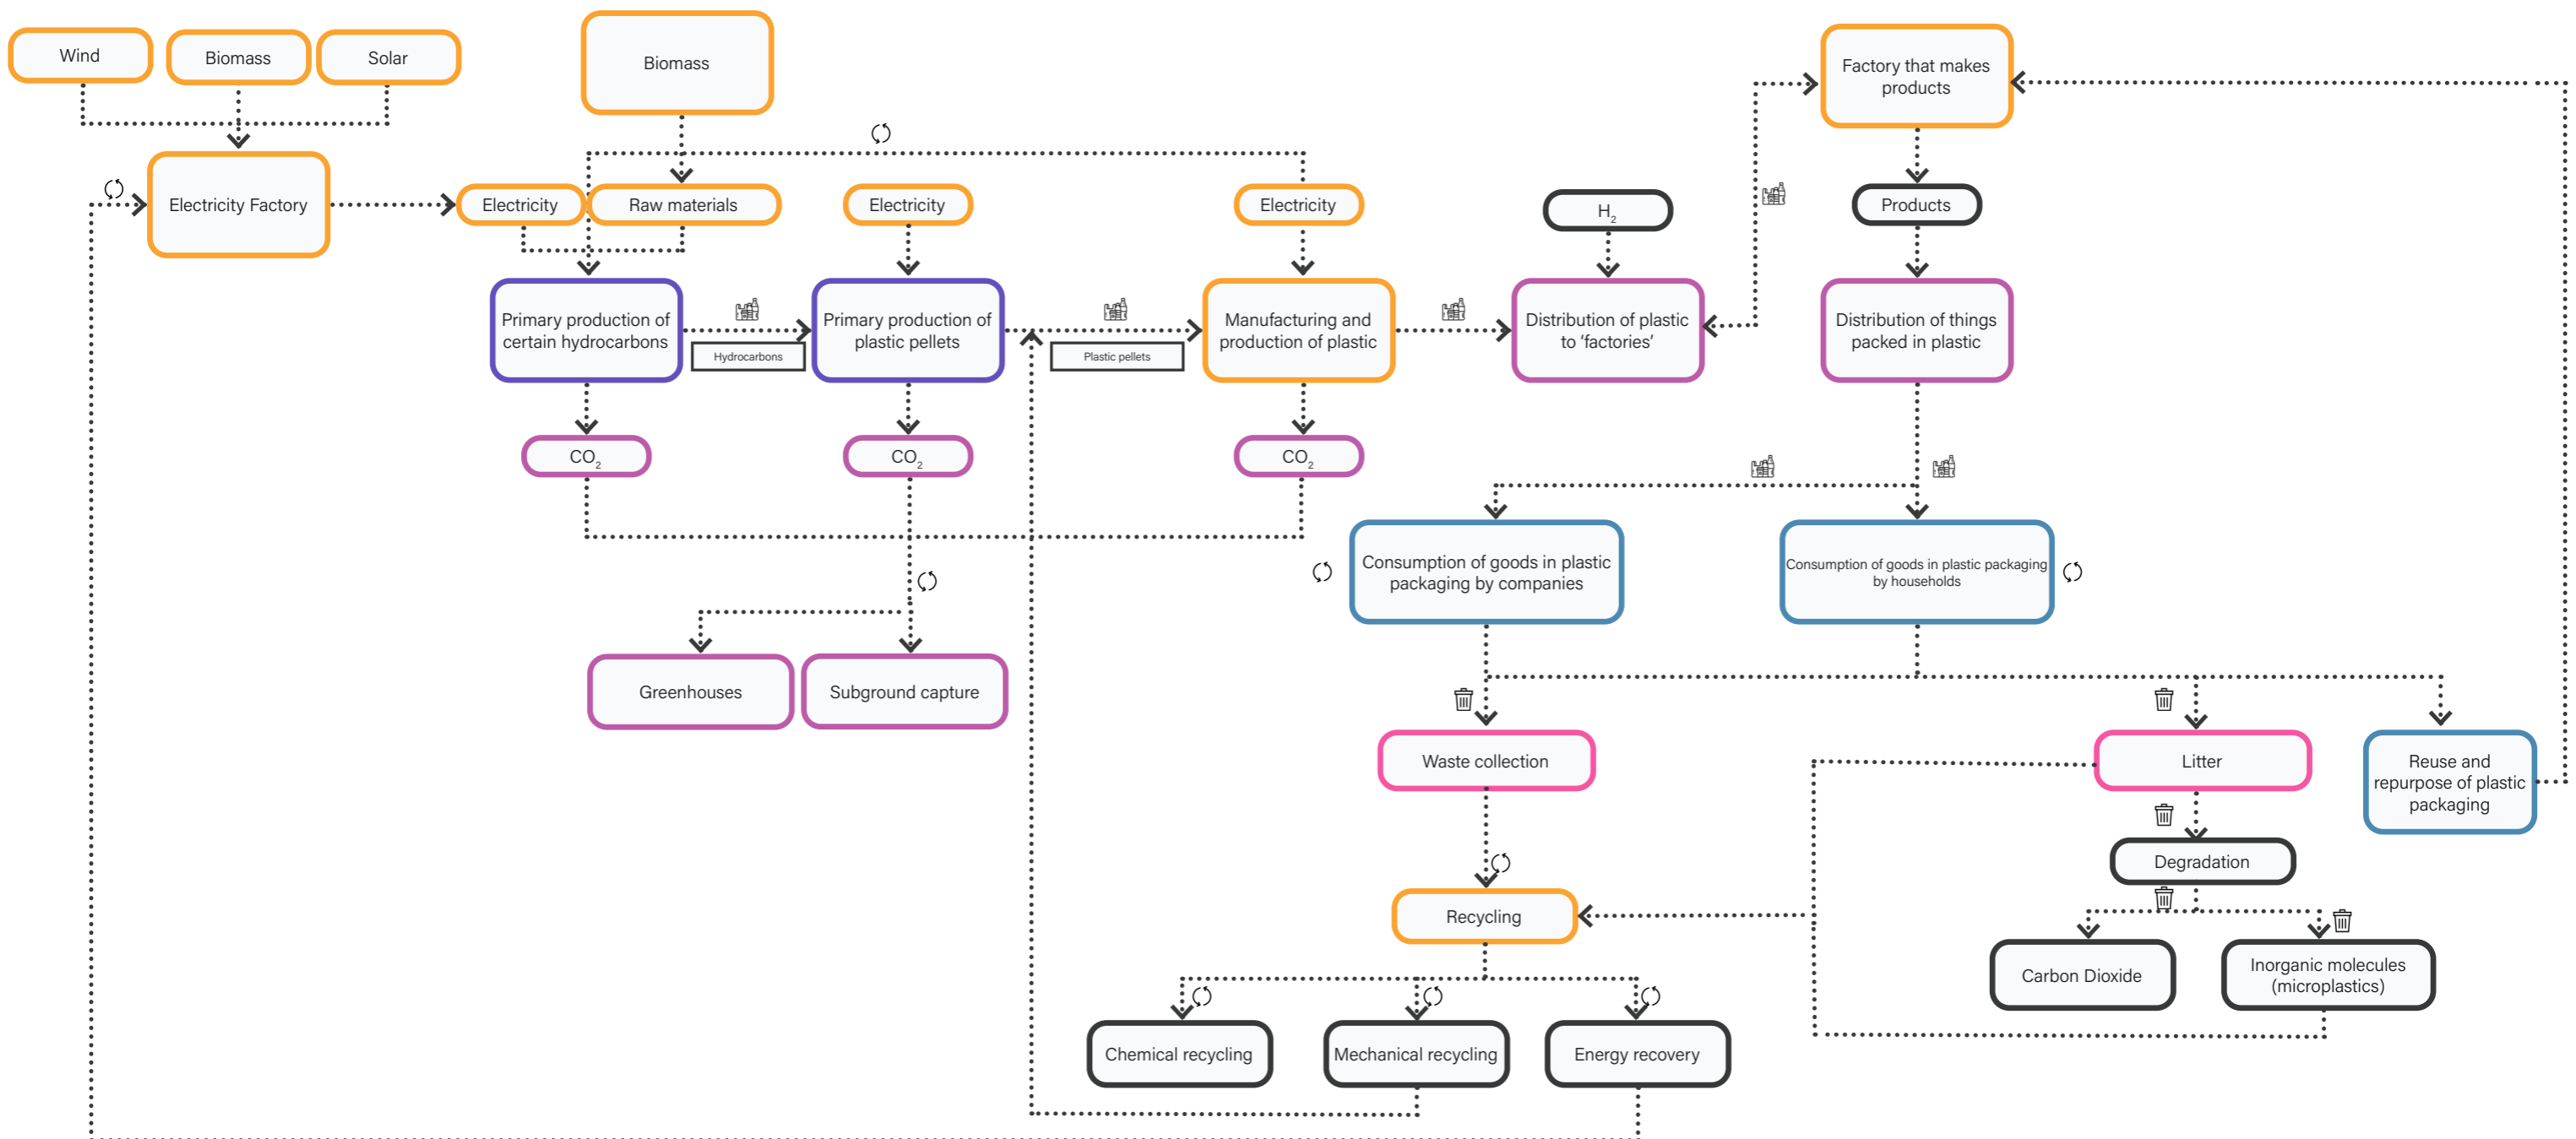 Wind
Biomass
Solar
Biomass
Factory that makes
products
Electricity Factory
Electricity
Raw materials
Electricity
Electricity
H2
Products
Primary production of
certain hydrocarbons
Hydrocarbons
Primary production of
plastic pellets
Plastic pellets
Manufacturing and
production of plastic
Distribution of plastic
to ‘factories’
Distribution of things
packed in plastic
CO2
CO2
CO2
Consumption of goods in plastic
packaging by companies
Consumption of goods in plastic packaging
by households
Greenhouses
Subground capture
Waste collection
Litter
Reuse and
repurpose of plastic
packaging
Degradation
Recycling
Carbon Dioxide
Inorganic molecules
(microplastics)
Chemical recycling
Mechanical recycling
Energy recovery